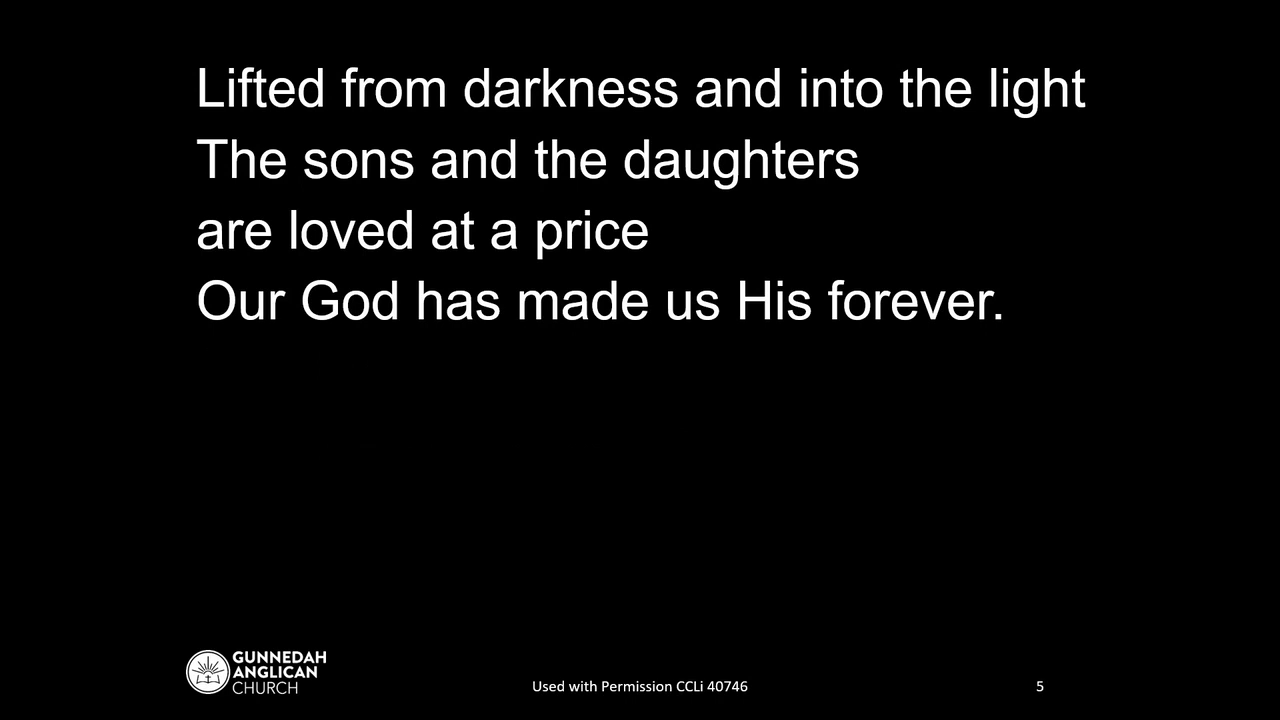 Lifted from darkness and into the light
The sons and the daughters
are loved at a price
Our God has made us His forever.
GUNNEDAH
ANGLICAN
CHURCH
Used with Permission CCLi 40746
5